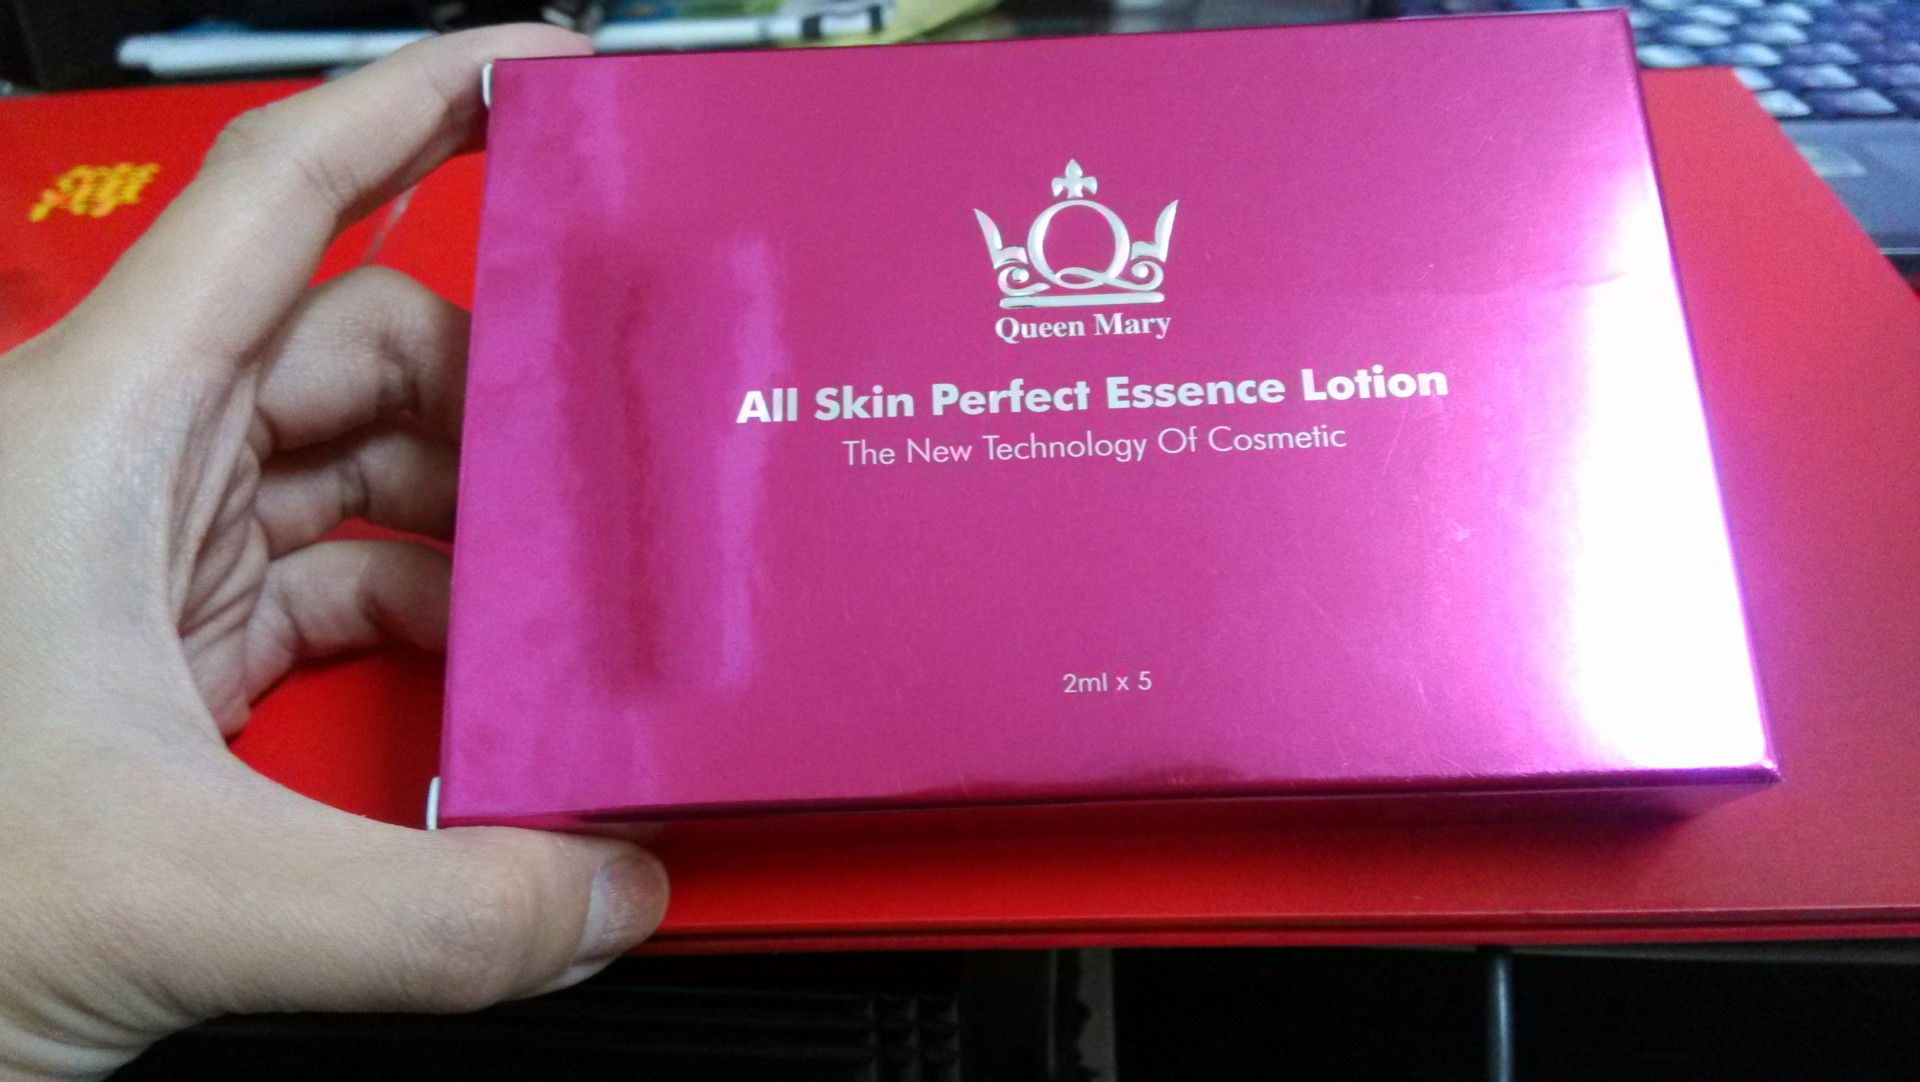 Queen Mary
All Skin Perfect Essence Lotion
The New Technology Of Cosmetic
2ml x 5